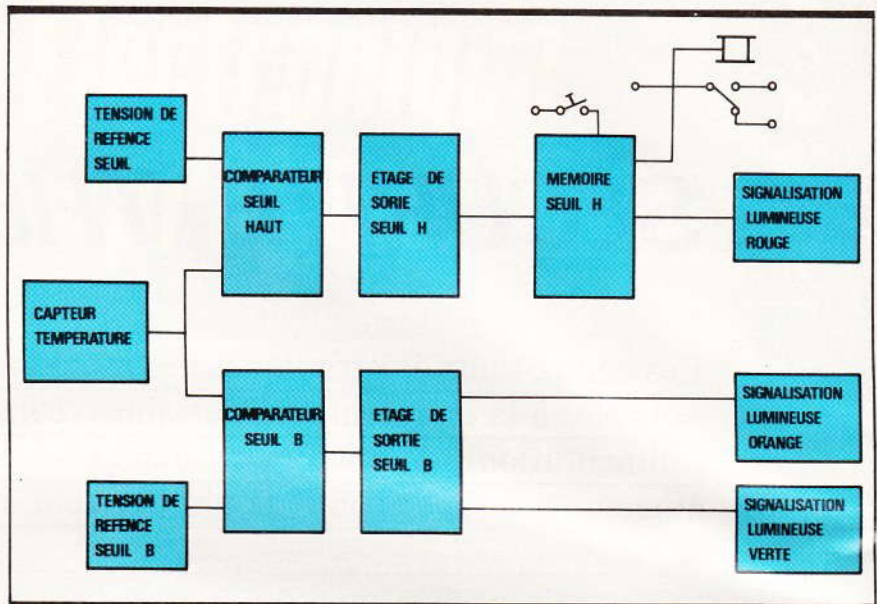 TENSION DE
REFENCE
SEUIL
COMPARATEUR
SEUIL
HAUT
ETAGE DE
SORIE
SEUIL H
MEMOIRE
SEUIL H
SIGNALISATION
LUMINEUSE
ROUGE
CAPTEUR
TEMPERATURE
COMPARATEUR
SEUIL B
ETAGE DE
SORTIE
SEUIL B
SIGNALISATION
LUMINEUSE
ORANGE
TENSION DE
REFENCE
SEUIL B
SIGNALISATION
LUMINEUSE
VERTE